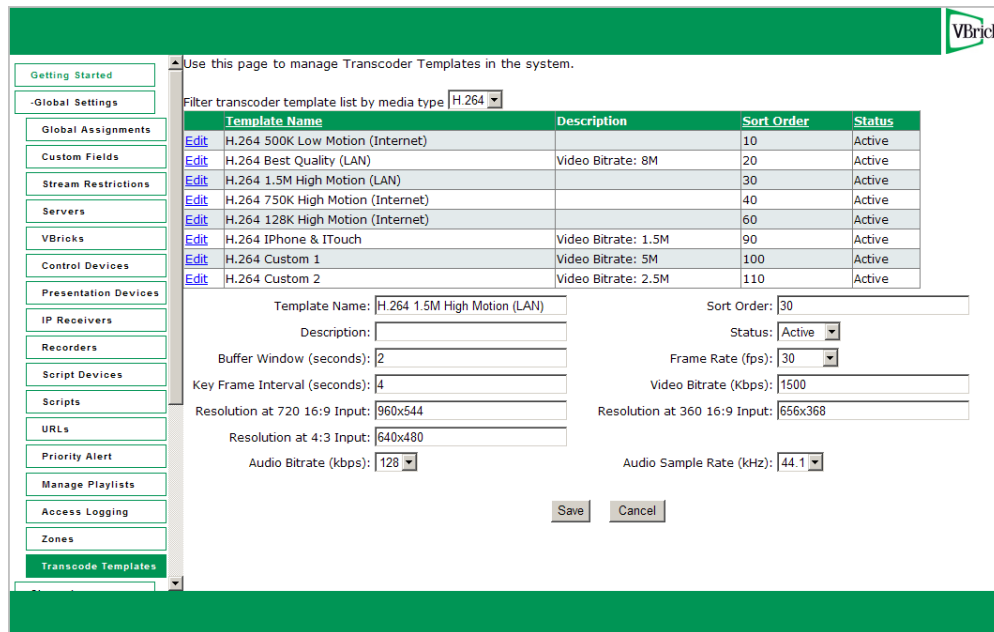 VBrick
Getting Started
-Global Settings
Global Assignments
Custom Fields
Stream Restrictions
Servers
VBricks
Control Devices
Presentation Devices
IP Receivers
Recorders
Script Devices
Scripts
URLs
Priority Alert
Manage Playlists
Access Logging
Zones
Transcode Templates
Use this page to manage Transcoder Templates in the system.
Filter transcoder template list by media type H.264
Template Name Description Sort Order Status
Edit H.264 500K Low Motion (Internet) 10 Active
Edit H.264 Best Quality (LAN) Video Bitrate: 8M 20 Active
Edit H.264 1.5M High Motion (LAN) 30 Active
Edit H.264 750K High Motion (Internet) 40 Active
Edit H.264 128K High Motion (Internet) 60 Active
Edit H.264 IPhone & ITouch Video Bitrate: 1.5M 90 Active
Edit H.264 Custom 1 Video Bitrate: 5M 100 Active
Edit H.264 Custom 2 Video Bitrate: 2.5M 110 Active
Template Name: H.264 1.5M High Motion (LAN) Sort Order: 30
Description: Status: Active
Buffer Window (seconds): 2 Frame Rate (fps): 30
Key Frame Interval (seconds): 4 Video Bitrate (Kbps): 1500
Resolution at 720 16:9 Input: 960x544 Resolution at 360 16:9 Input: 656x368
Resolution at 4:3 Input: 640x480
Audio Bitrate (kbps): 128 Audio Sample Rate (kHz): 44.1
Save Cancel